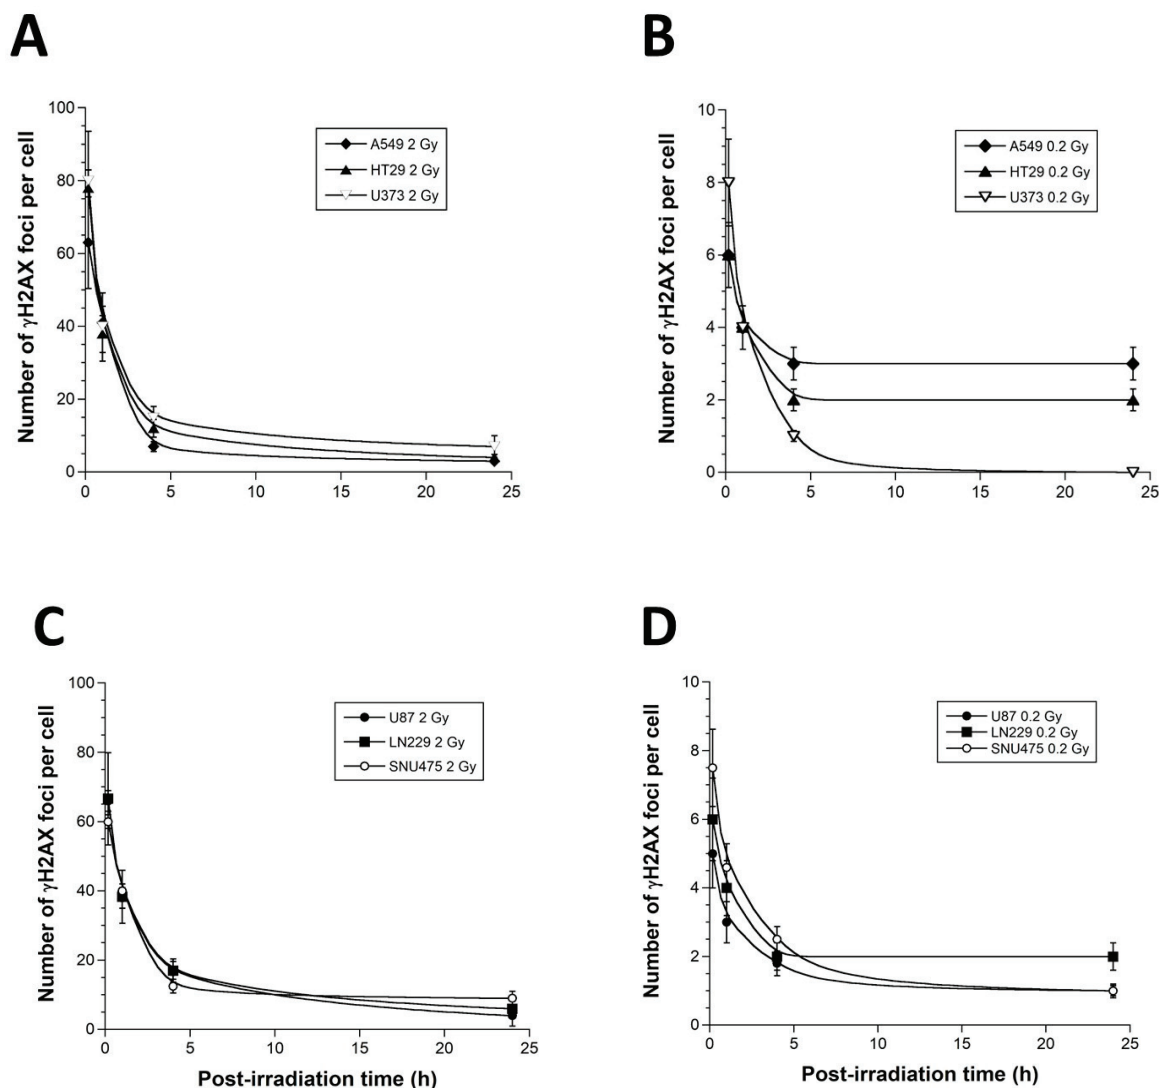 A
Number of γH2AX foci per cell
100
80
60
40
20
0
0 5 10 15 20 25
A549 2 Gy
HT29 2 Gy
U373 2 Gy
B
Number of γH2AX foci per cell
10
8
6
4
2
0
0 5 10 15 20 25
A549 0.2 Gy
HT29 0.2 Gy
U373 0.2 Gy
C
Number of γH2AX foci per cell
100
80
60
40
20
0
0 5 10 15 20 25
Post-irradiation time (h)
U87 2 Gy
LN229 2 Gy
SNU475 2 Gy
D
Number of γH2AX foci per cell
10
8
6
4
2
0
0 5 10 15 20 25
Post-irradiation time (h)
U87 0.2 Gy
LN229 0.2 Gy
SNU475 0.2 Gy